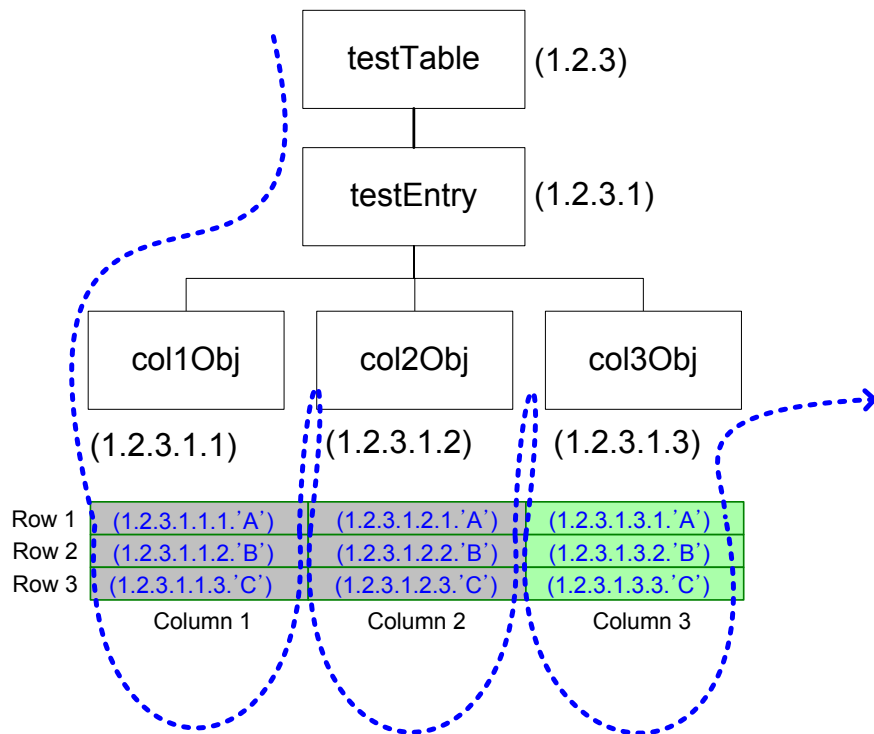 testTable (1.2.3)
testEntry (1.2.3.1)
col1Obj col2Obj col3Obj
(1.2.3.1.1) (1.2.3.1.2) (1.2.3.1.3)
Row 1 (1.2.3.1.1.1.’A’) (1.2.3.1.2.1.’A’) (1.2.3.1.3.1.’A’)
Row 2 (1.2.3.1.1.2.’B’) (1.2.3.1.2.2.’B’) (1.2.3.1.3.2.’B’)
Row 3 (1.2.3.1.1.3.’C’) (1.2.3.1.2.3.’C’) (1.2.3.1.3.3.’C’)
Column 1 Column 2 Column 3